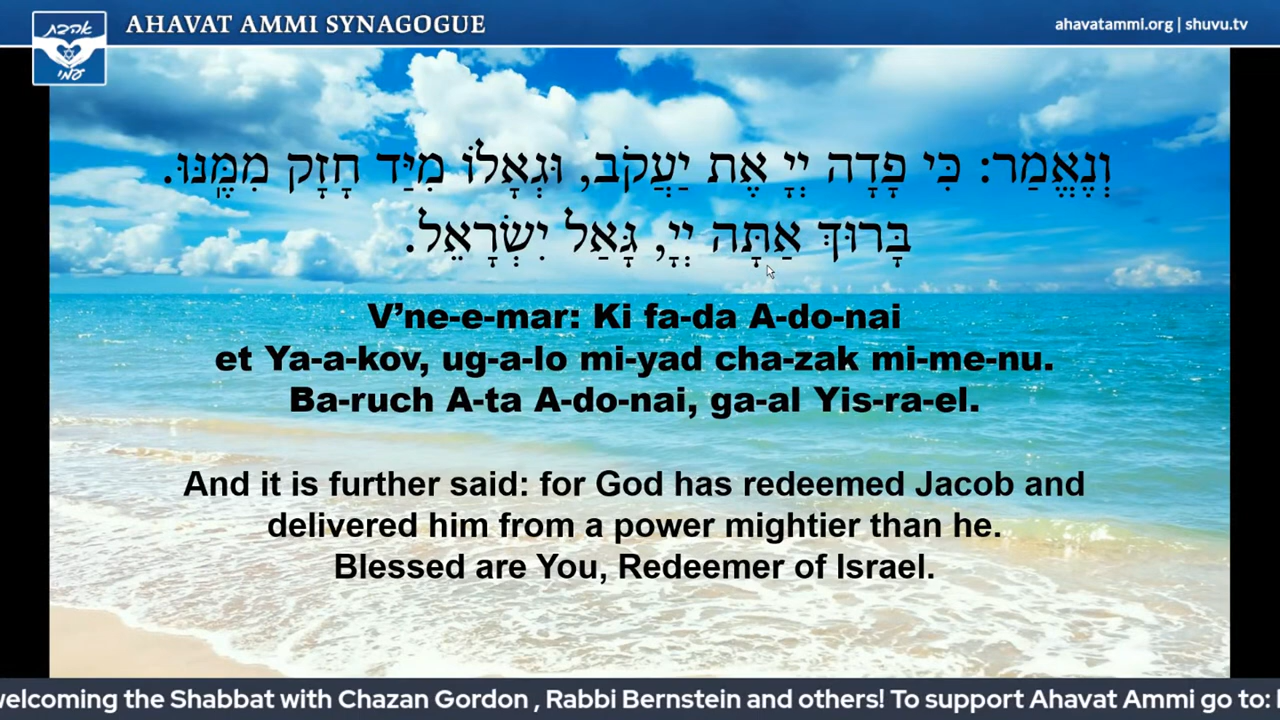 AHAVAT AMMI SYNAGOGUE
ahavatammi.org | shuvu.tv
אהבת
עמי
וְנֶאֱמַר: כִּי פָדָה יְיָ אֶת יַעֲקֹב, וּגְאָלוֹ מִיַּד חָזָק מִמֶּֽנּוּ.
בָּרוּךְ אַתָּה יְיָ, גָּאַל יִשְׂרָאֵל.
V’ne-e-mar: Ki fa-da A-do-nai
et Ya-a-kov, ug-a-lo mi-yad cha-zak mi-me-nu.
Ba-ruch A-ta A-do-nai, ga-al Yis-ra-el.
And it is further said: for God has redeemed Jacob and
delivered him from a power mightier than he.
Blessed are You, Redeemer of Israel.
welcoming the Shabbat with Chazan Gordon , Rabbi Bernstein and others! To support Ahavat Ammi go to: